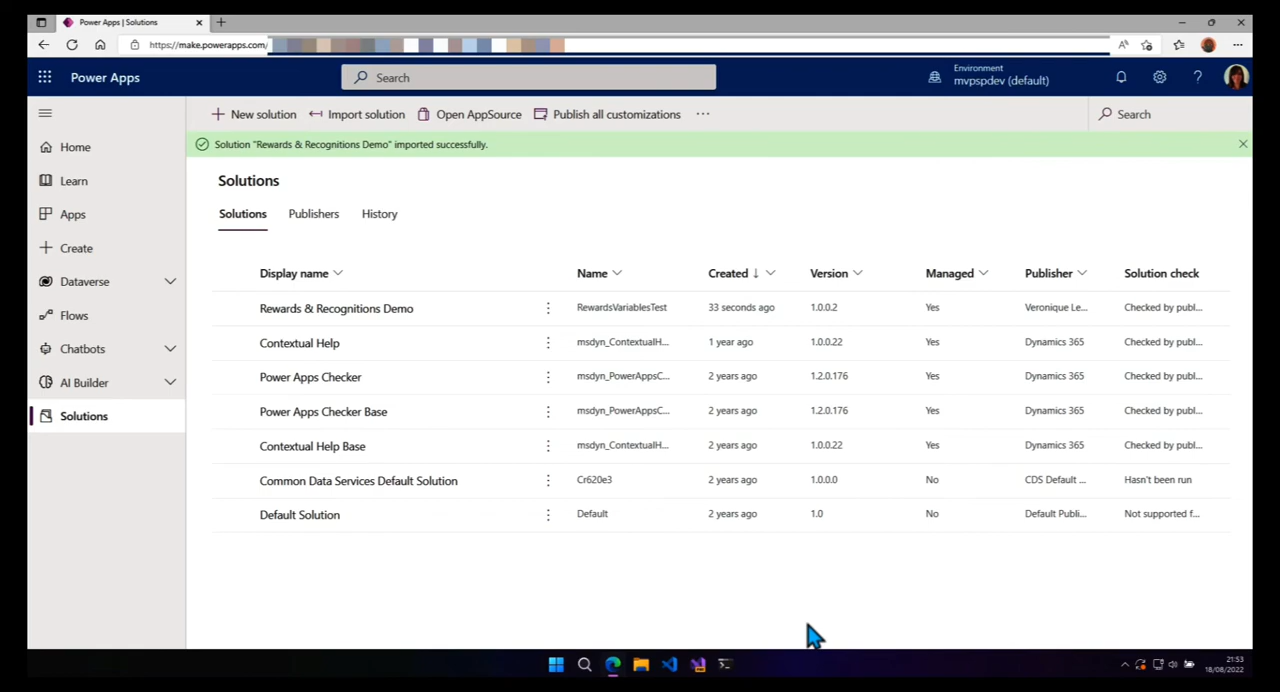 Power Apps | Solutions
https://make.powerapps.com/
Power Apps
Search
Environment
mvpspdev (default)
New solution
Import solution
Open AppSource
Publish all customizations
Search
Solution "Rewards & Recognitions Demo" imported successfully.
Home
Learn
Apps
Create
Dataverse
Flows
Chatbots
AI Builder
Solutions
Solutions
Solutions Publishers History
Display name Name Created ↓ Version Managed Publisher Solution check
Rewards & Recognitions Demo RewardsVariablesTest 33 seconds ago 1.0.0.2 Yes Veronique Le... Checked by publ...
Contextual Help msdyn_ContextualH... 1 year ago 1.0.0.22 Yes Dynamics 365 Checked by publ...
Power Apps Checker msdyn_PowerAppsC... 2 years ago 1.2.0.176 Yes Dynamics 365 Checked by publ...
Power Apps Checker Base msdyn_PowerAppsC... 2 years ago 1.2.0.176 Yes Dynamics 365 Checked by publ...
Contextual Help Base msdyn_ContextualH... 2 years ago 1.0.0.22 Yes Dynamics 365 Checked by publ...
Common Data Services Default Solution Cr620e3 2 years ago 1.0.0.0 No CDS Default ... Hasn't been run
Default Solution Default 2 years ago 1.0 No Default Publi... Not supported f...
21:53
18/08/2022